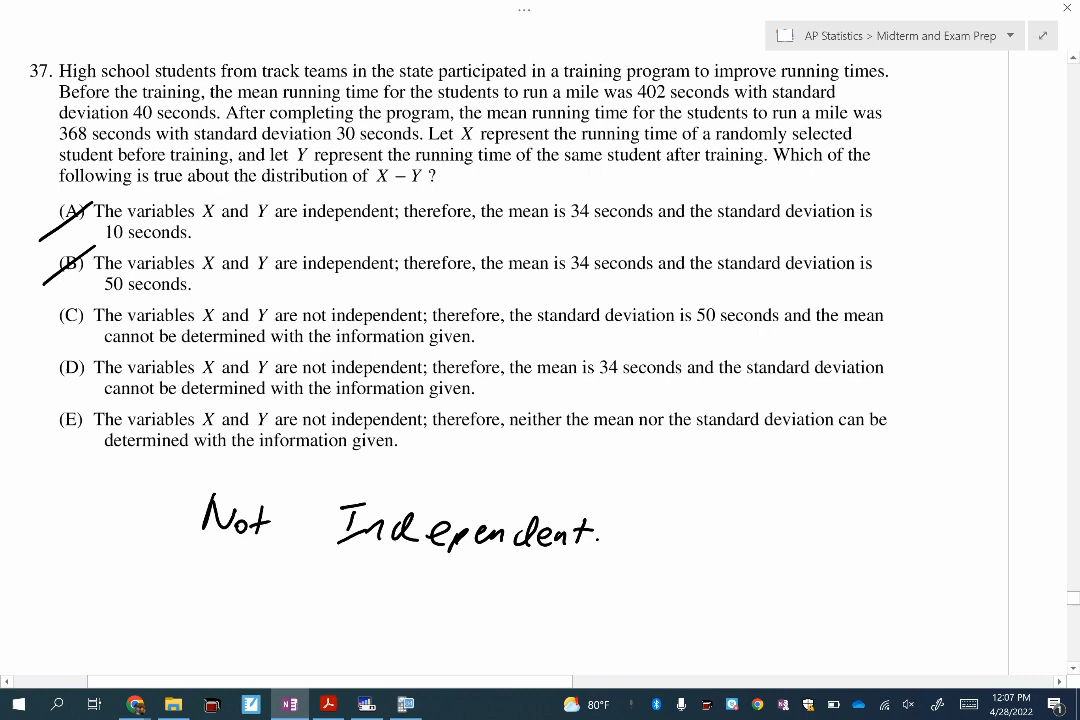 AP Statistics > Midterm and Exam Prep
37. High school students from track teams in the state participated in a training program to improve running times.
Before the training, the mean running time for the students to run a mile was 402 seconds with standard
deviation 40 seconds. After completing the program, the mean running time for the students to run a mile was
368 seconds with standard deviation 30 seconds. Let X represent the running time of a randomly selected
student before training, and let Y represent the running time of the same student after training. Which of the
following is true about the distribution of X − Y ?
(A) The variables X and Y are independent; therefore, the mean is 34 seconds and the standard deviation is
10 seconds.
(B) The variables X and Y are independent; therefore, the mean is 34 seconds and the standard deviation is
50 seconds.
(C) The variables X and Y are not independent; therefore, the standard deviation is 50 seconds and the mean
cannot be determined with the information given.
(D) The variables X and Y are not independent; therefore, the mean is 34 seconds and the standard deviation
cannot be determined with the information given.
(E) The variables X and Y are not independent; therefore, neither the mean nor the standard deviation can be
determined with the information given.
Not Independent.
80°F
12:07 PM
4/28/2022